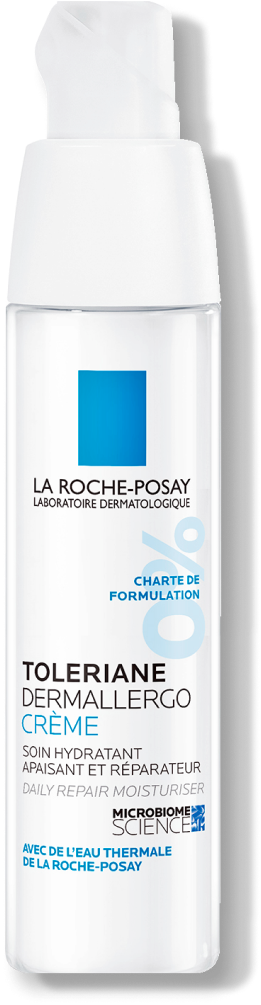 LA ROCHE-POSAY
LABORATOIRE DERMATOLOGIQUE
0%
CHARTE DE
FORMULATION
TOLERIANE
DERMALLERGO
CRÈME
SOIN HYDRATANT
APAISANT ET RÉPARATEUR
DAILY REPAIR MOISTURISER
MICROBIOME
SCIENCE
AVEC DE L'EAU THERMALE
DE LA ROCHE-POSAY